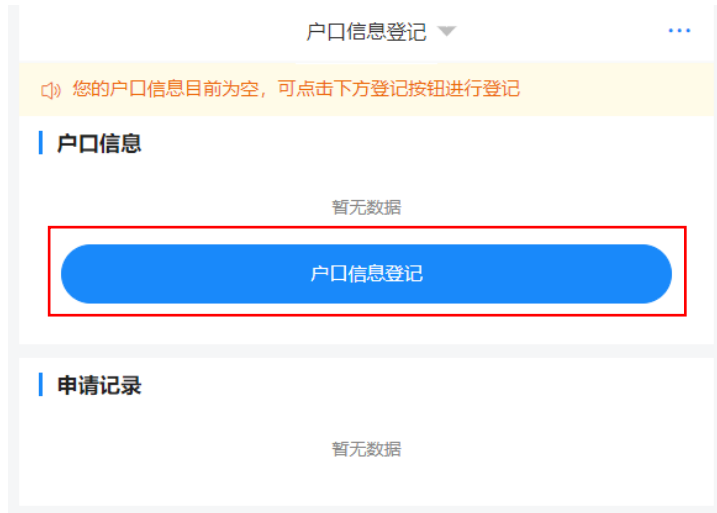 户口信息登记
您的户口信息目前为空，可点击下方登记按钮进行登记
户口信息
暂无数据
户口信息登记
申请记录
暂无数据